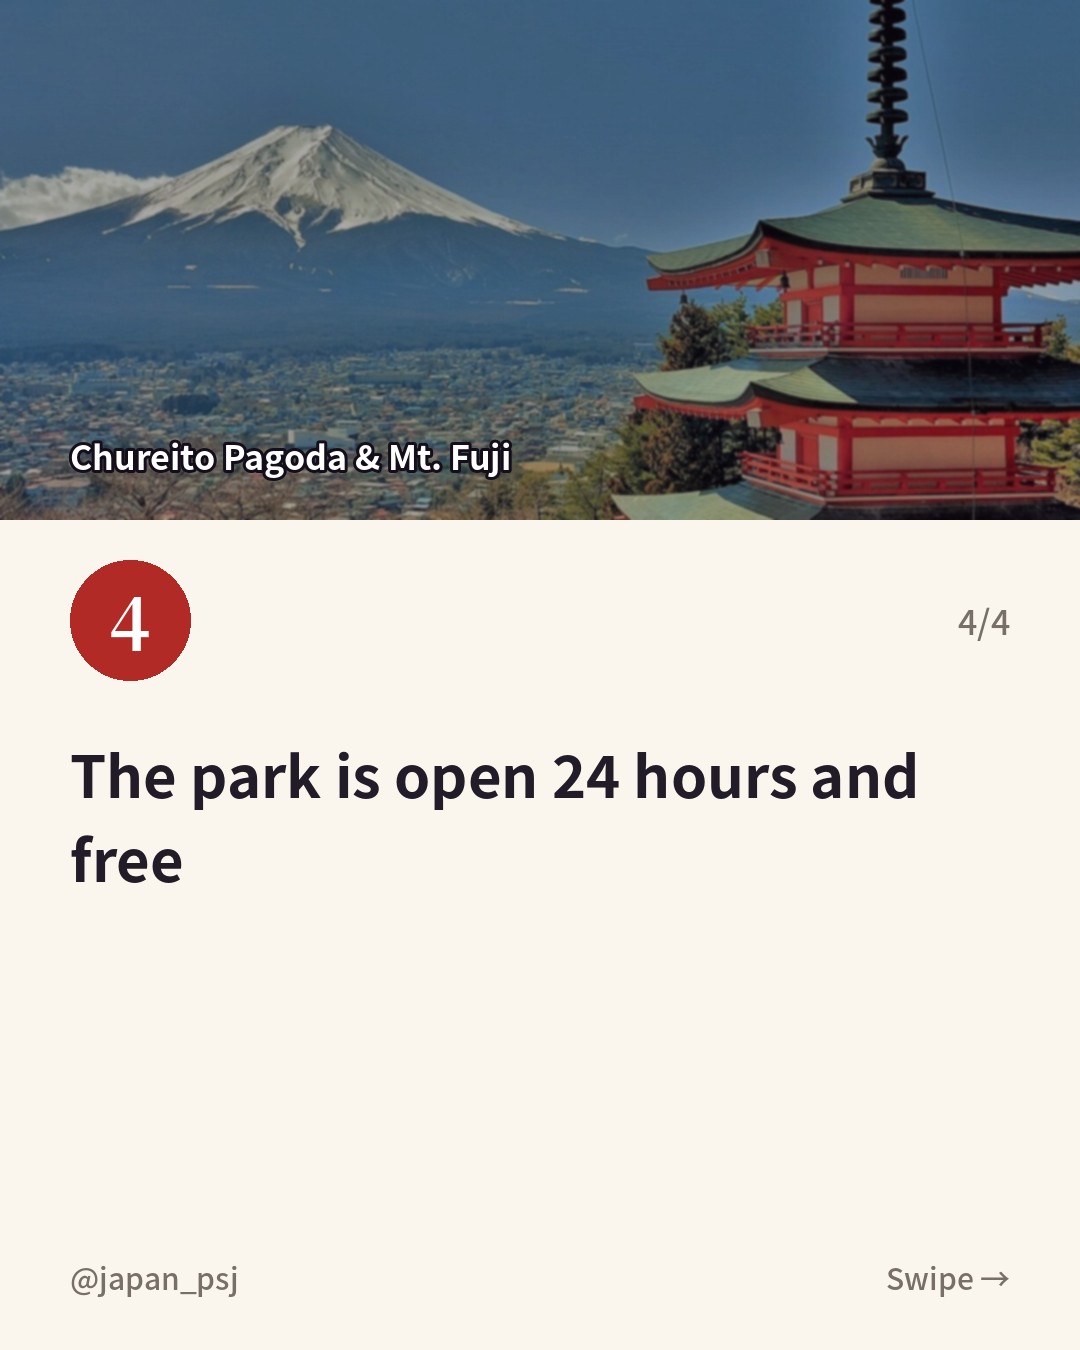 Chureito Pagoda & Mt. Fuji
4
4/4
The park is open 24 hours and
free
@japan_psj
Swipe →